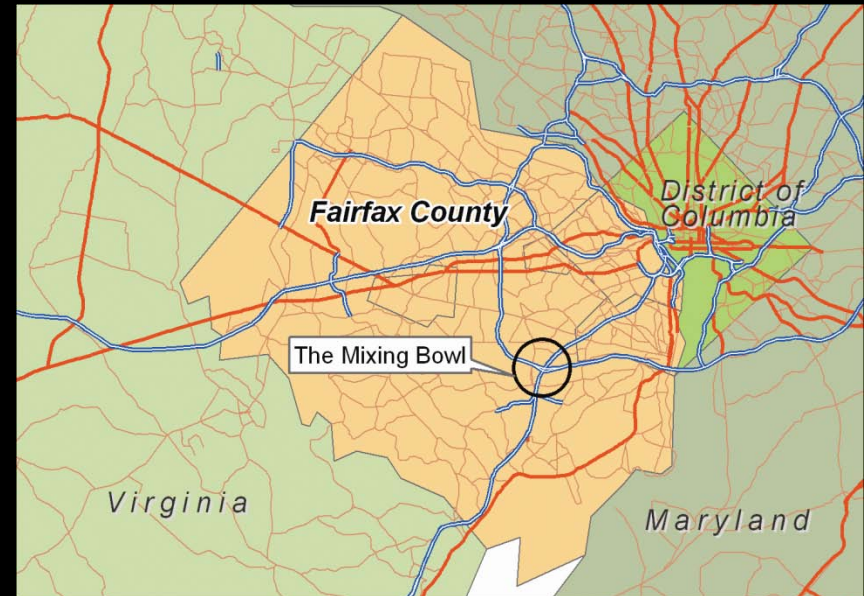 District of
Columbia
Fairfax County
The Mixing Bowl
Virginia
Maryland